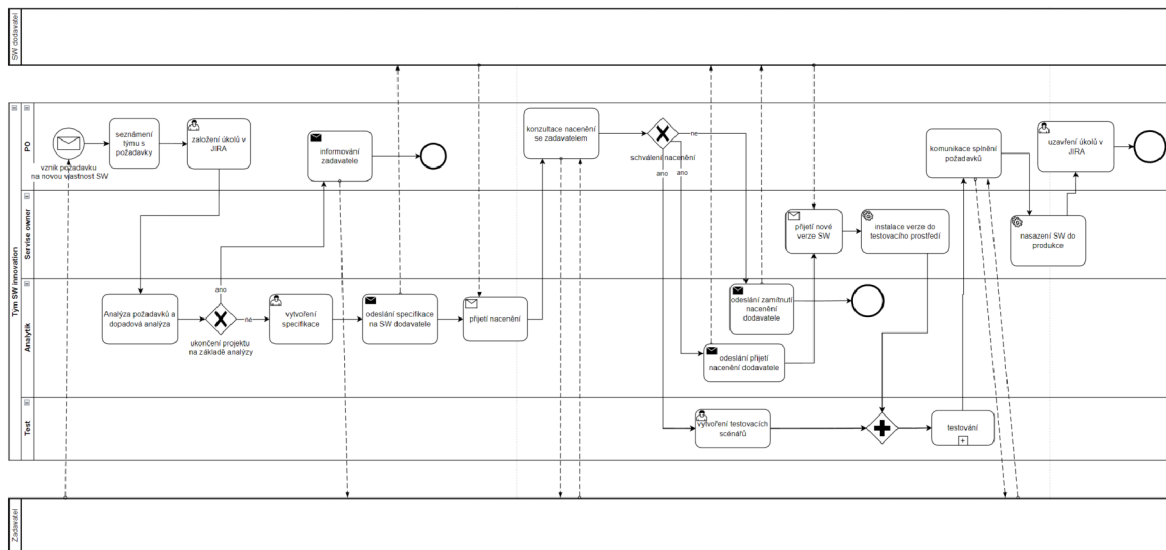 SW dodavatel
Tým SW innovation
PO
Servise owner
Analytik
Test
Zadavatel
vznik požadavku
na novou vlastnost SW
seznámení
týmu s
požadavky
založení úkolů v
JIRA
informování
zadavatele
konzultace nacenění
se zadavatelem
ne
schválení nacenění
ano
ano
komunikace splnění
požadavků
uzavření úkolů v
JIRA
přijetí nové
verze SW
instalace verze do
testovacího prostředí
nasazení SW do
produkce
Analýza požadavků a
dopadová analýza
ano
ne
ukončení projektu
na základě analýzy
vytvoření
specifikace
odeslání specifikace
na SW dodavatele
přijetí nacenění
odeslání zamítnutí
nacenění
dodavatele
odeslání přijetí
nacenění dodavatele
vytvoření testovacích
scénářů
testování